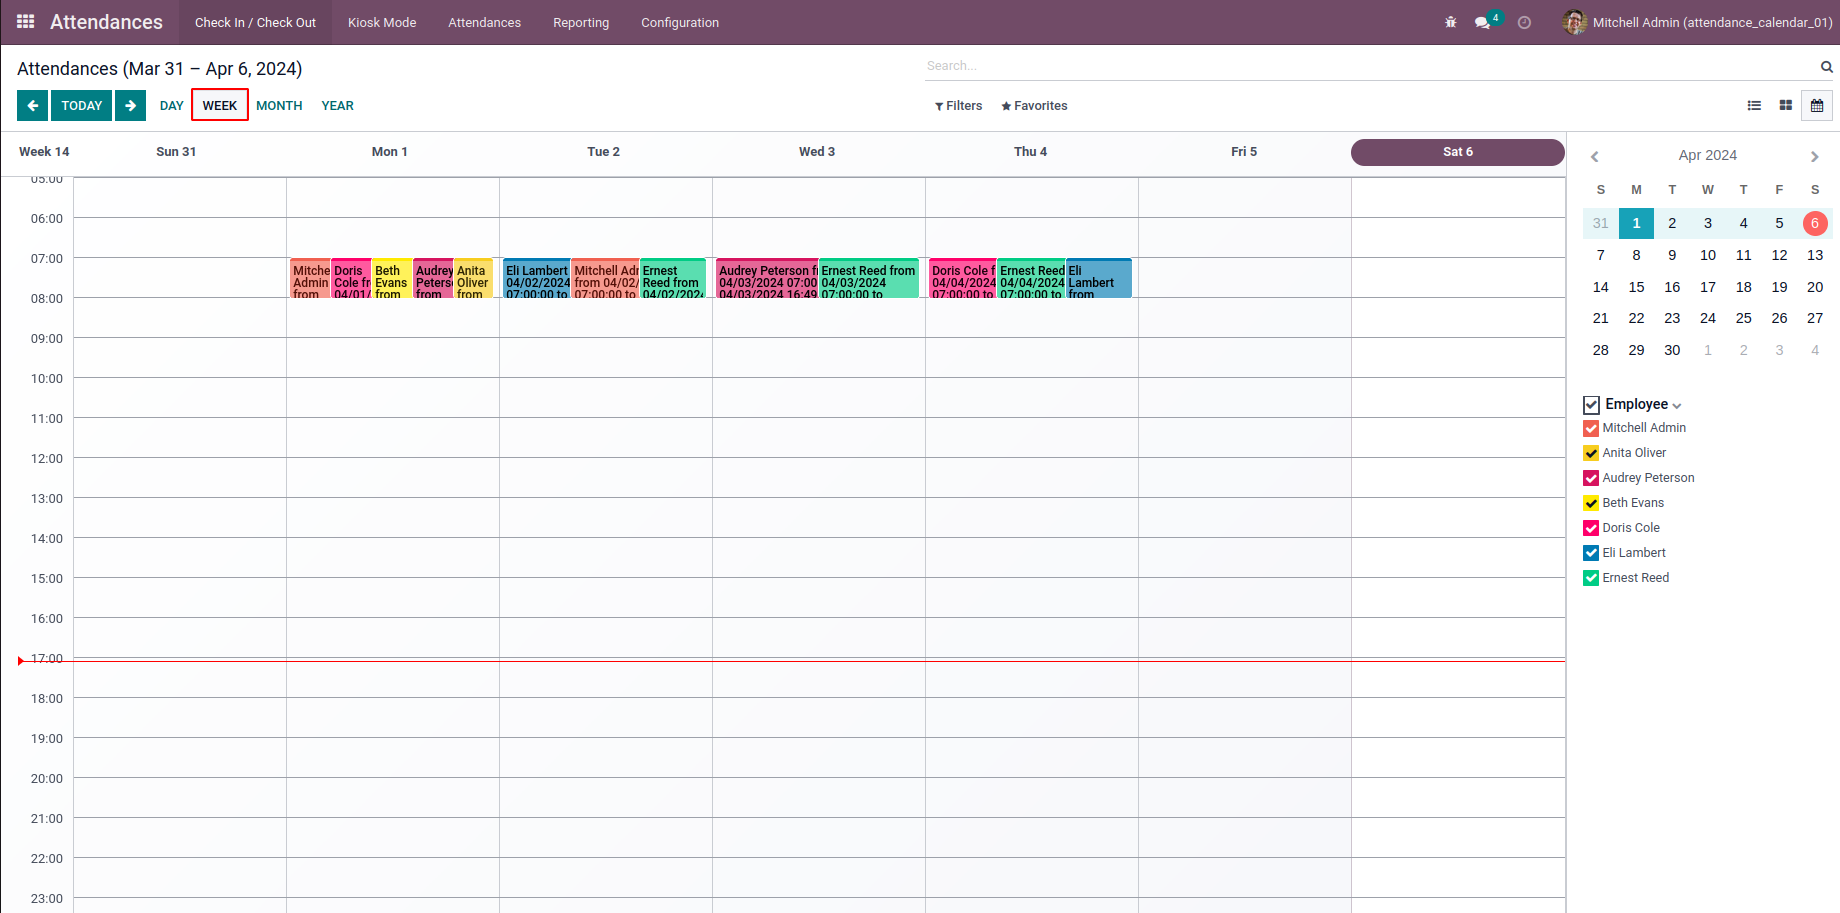 Attendances Check In / Check Out Kiosk Mode Attendances Reporting Configuration 4 Mitchell Admin (attendance_calendar_01)
Attendances (Mar 31 – Apr 6, 2024)
Search...
TODAY DAY WEEK MONTH YEAR
Filters Favorites
Week 14 Sun 31 Mon 1 Tue 2 Wed 3 Thu 4 Fri 5 Sat 6
05:00
06:00
07:00
08:00
09:00
10:00
11:00
12:00
13:00
14:00
15:00
16:00
17:00
18:00
19:00
20:00
21:00
22:00
23:00
Mitche
Admin
from
Doris
Cole fr
04/01/
Beth
Evans
from
Audrey
Peters
from
Anita
Oliver
from
Eli Lambert
04/02/2024
07:00:00 to
Mitchell Adr
from 04/02/
07:00:00 to
Ernest
Reed from
04/02/2024
Audrey Peterson fr
04/03/2024 07:00
04/03/2024 16:49
Ernest Reed from
04/03/2024
07:00:00 to
Doris Cole f
04/04/2024
07:00:00 to
Ernest Reed
04/04/2024
07:00:00 to
Eli
Lambert
from
Apr 2024
S M T W T F S
31 1 2 3 4 5 6
7 8 9 10 11 12 13
14 15 16 17 18 19 20
21 22 23 24 25 26 27
28 29 30 1 2 3 4
Employee
Mitchell Admin
Anita Oliver
Audrey Peterson
Beth Evans
Doris Cole
Eli Lambert
Ernest Reed